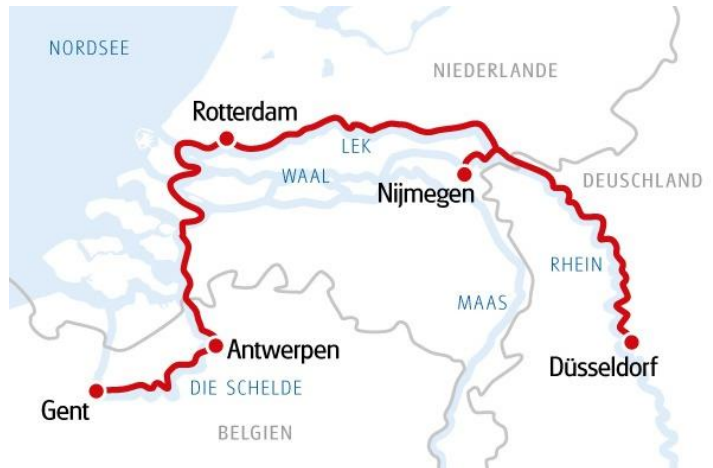 NORDSEE
NIEDERLANDE
Rotterdam
LEK
WAAL
Nijmegen
DEUSCHLAND
RHEIN
MAAS
Antwerpen
Düsseldorf
DIE SCHELDE
Gent
BELGIEN